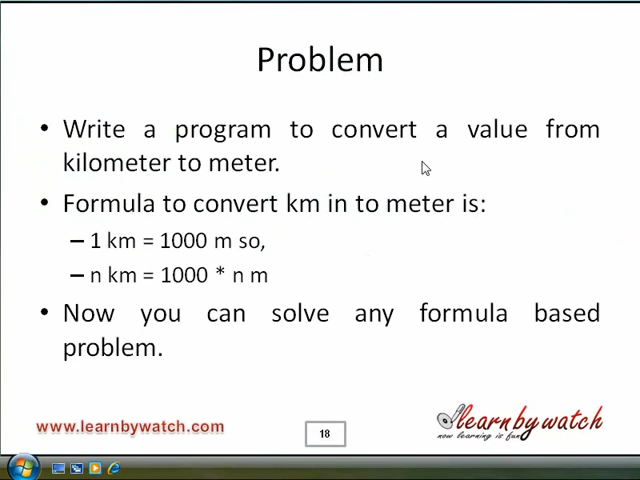 Problem
• Write a program to convert a value from
kilometer to meter.
• Formula to convert km in to meter is:
– 1 km = 1000 m so,
– n km = 1000 * n m
• Now you can solve any formula based
problem.
www.learnbywatch.com
18
learnbywatch
now learning is fun